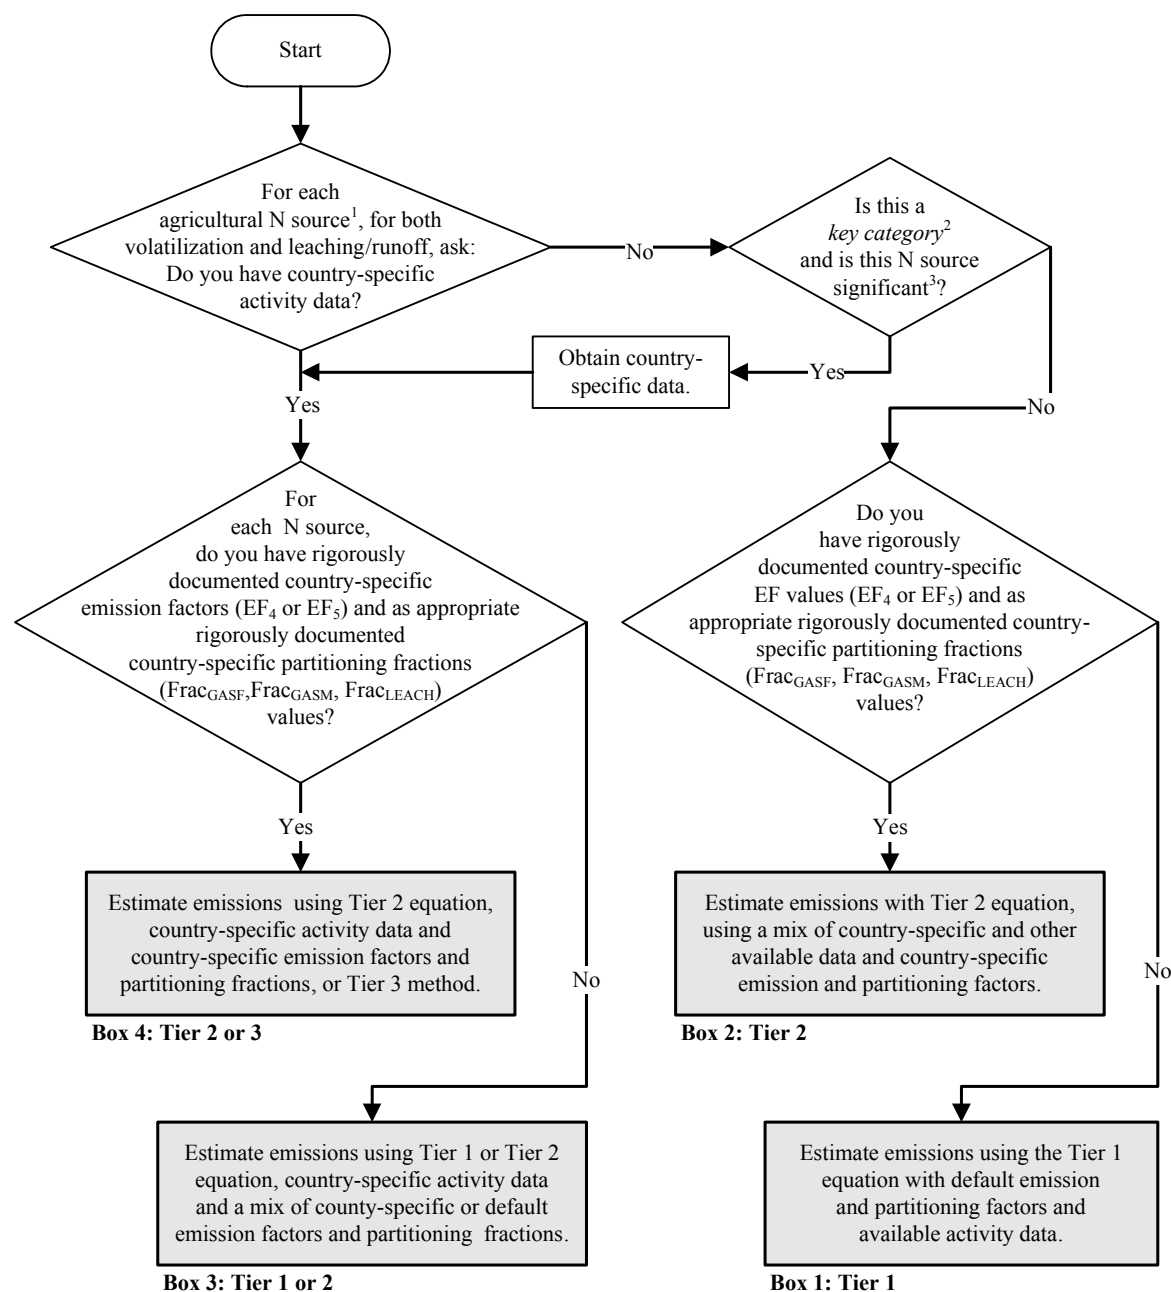 Start
For each
agricultural N source¹, for both
volatilization and leaching/runoff, ask:
Do you have country-specific
activity data?
No
Is this a
key category²
and is this N source
significant³?
Obtain country-
specific data.
Yes
Yes
No
For
each N source,
do you have rigorously
documented country-specific
emission factors (EF₄ or EF₅) and as appropriate
rigorously documented
country-specific partitioning fractions
(FracGASF,FracGASM, FracLEACH)
values?
Do you
have rigorously
documented country-specific
EF values (EF₄ or EF₅) and as
appropriate rigorously documented country-
specific partitioning fractions
(FracGASF, FracGASM, FracLEACH)
values?
Yes
Yes
Estimate emissions using Tier 2 equation,
country-specific activity data and
country-specific emission factors and
partitioning fractions, or Tier 3 method.
No
Estimate emissions with Tier 2 equation,
using a mix of country-specific and other
available data and country-specific
emission and partitioning factors.
No
Box 4: Tier 2 or 3
Box 2: Tier 2
Estimate emissions using Tier 1 or Tier 2
equation, country-specific activity data
and a mix of county-specific or default
emission factors and partitioning fractions.
Estimate emissions using the Tier 1
equation with default emission
and partitioning factors and
available activity data.
Box 3: Tier 1 or 2
Box 1: Tier 1